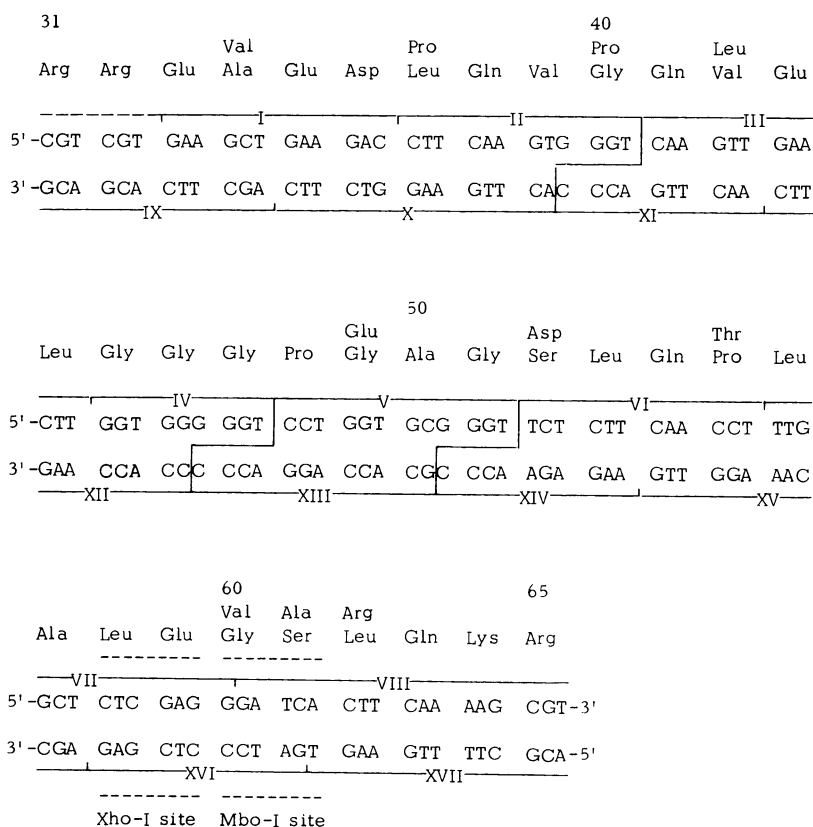 31 40
Val Pro Pro Leu
Arg Arg Glu Ala Glu Asp Leu Gln Val Gly Gln Val Glu
I II III
5'-CGT CGT GAA GCT GAA GAC CTT CAA GTG GGT CAA GTT GAA
3'-GCA GCA CTT CGA CTT CTG GAA GTT CAC CCA GTT CAA CTT
IX X XI
50
Glu Asp Thr
Leu Gly Gly Gly Pro Gly Ala Gly Ser Leu Gln Pro Leu
IV V VI
5'-CTT GGT GGG GGT CCT GGT GCG GGT TCT CTT CAA CCT TTG
3'-GAA CCA CCC CCA GGA CCA CGC CCA AGA GAA GTT GGA AAC
XII XIII XIV XV
60 65
Val Ala Arg
Ala Leu Glu Gly Ser Leu Gln Lys Arg
VII VIII
5'-GCT CTC GAG GGA TCA CTT CAA AAG CGT-3'
3'-CGA GAG CTC CCT AGT GAA GTT TTC GCA-5'
XVI XVII
Xho-I site Mbo-I site